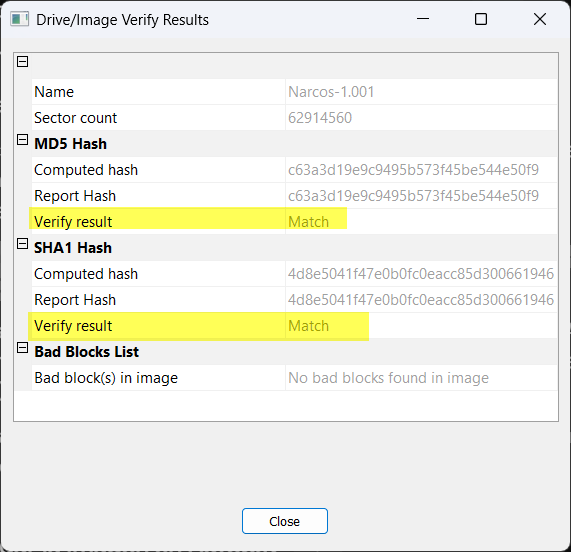 Drive/Image Verify Results
Name Narcos-1.001
Sector count 62914560
MD5 Hash
Computed hash c63a3d19e9c9495b573f45be544e50f9
Report Hash c63a3d19e9c9495b573f45be544e50f9
Verify result Match
SHA1 Hash
Computed hash 4d8e5041f47e0b0fc0eacc85d300661946
Report Hash 4d8e5041f47e0b0fc0eacc85d300661946
Verify result Match
Bad Blocks List
Bad block(s) in image No bad blocks found in image
Close